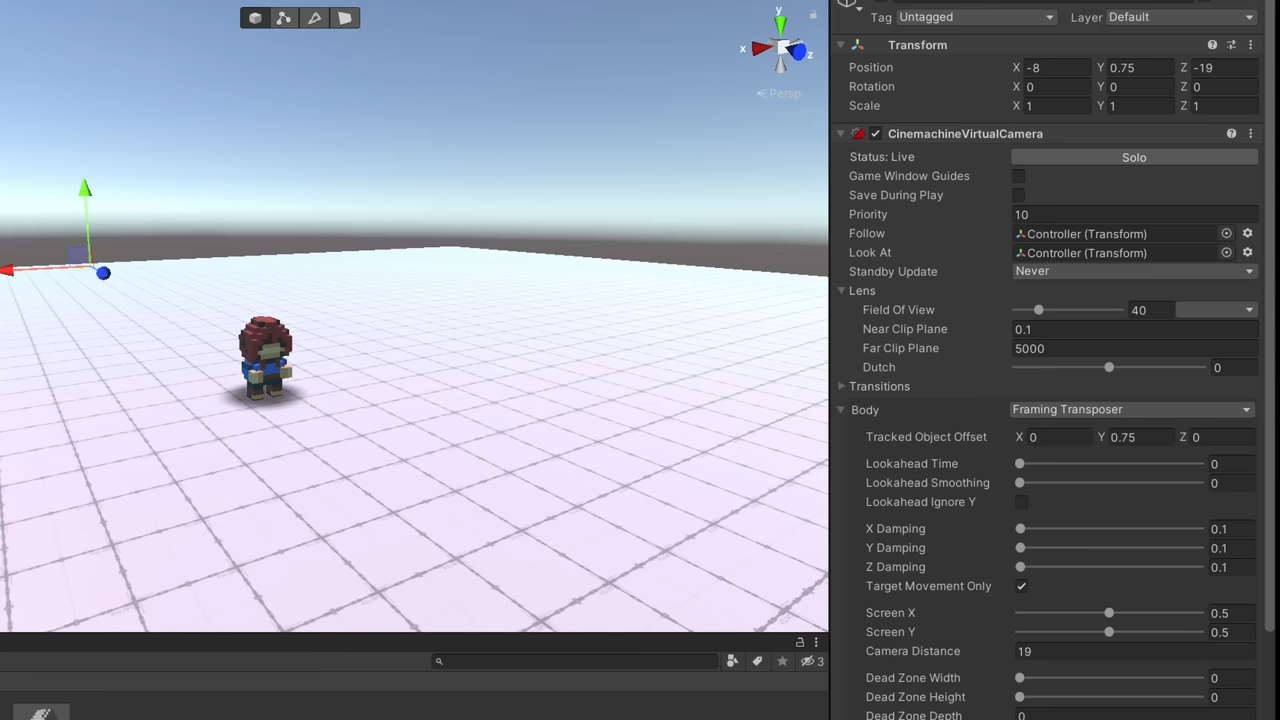 y
x
z
Persp
3
Tag Untagged Layer Default
Transform
Position X -8 Y 0.75 Z -19
Rotation X 0 Y 0 Z 0
Scale X 1 Y 1 Z 1
CinemachineVirtualCamera
Status: Live Solo
Game Window Guides
Save During Play
Priority 10
Follow Controller (Transform)
Look At Controller (Transform)
Standby Update Never
Lens
Field Of View 40
Near Clip Plane 0.1
Far Clip Plane 5000
Dutch 0
Transitions
Body Framing Transposer
Tracked Object Offset X 0 Y 0.75 Z 0
Lookahead Time 0
Lookahead Smoothing 0
Lookahead Ignore Y
X Damping 0.1
Y Damping 0.1
Z Damping 0.1
Target Movement Only
Screen X 0.5
Screen Y 0.5
Camera Distance 19
Dead Zone Width 0
Dead Zone Height 0
Dead Zone Depth 0